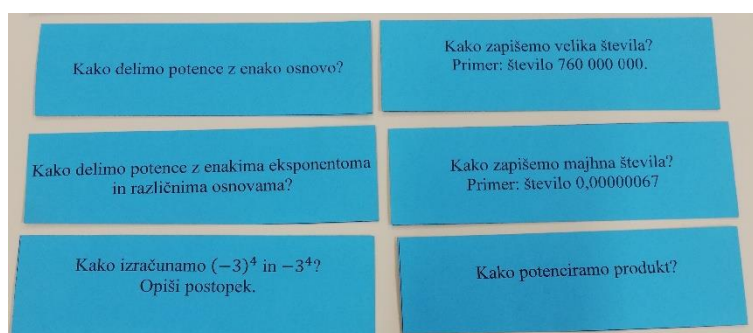 Kako delimo potence z enako osnovo?
Kako zapišemo velika števila?
Primer: število 760 000 000.
Kako delimo potence z enakima eksponentoma
in različnima osnovama?
Kako zapišemo majhna števila?
Primer: število 0,00000067
Kako izračunamo (−3)⁴ in −3⁴?
Opiši postopek.
Kako potenciramo produkt?